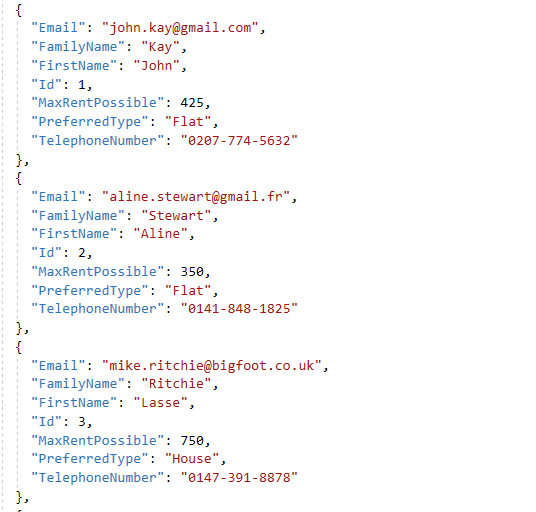 {
"Email": "john.kay@gmail.com",
"FamilyName": "Kay",
"FirstName": "John",
"Id": 1,
"MaxRentPossible": 425,
"PreferredType": "Flat",
"TelephoneNumber": "0207-774-5632"
},
{
"Email": "aline.stewart@gmail.fr",
"FamilyName": "Stewart",
"FirstName": "Aline",
"Id": 2,
"MaxRentPossible": 350,
"PreferredType": "Flat",
"TelephoneNumber": "0141-848-1825"
},
{
"Email": "mike.ritchie@bigfoot.co.uk",
"FamilyName": "Ritchie",
"FirstName": "Lasse",
"Id": 3,
"MaxRentPossible": 750,
"PreferredType": "House",
"TelephoneNumber": "0147-391-8878"
},